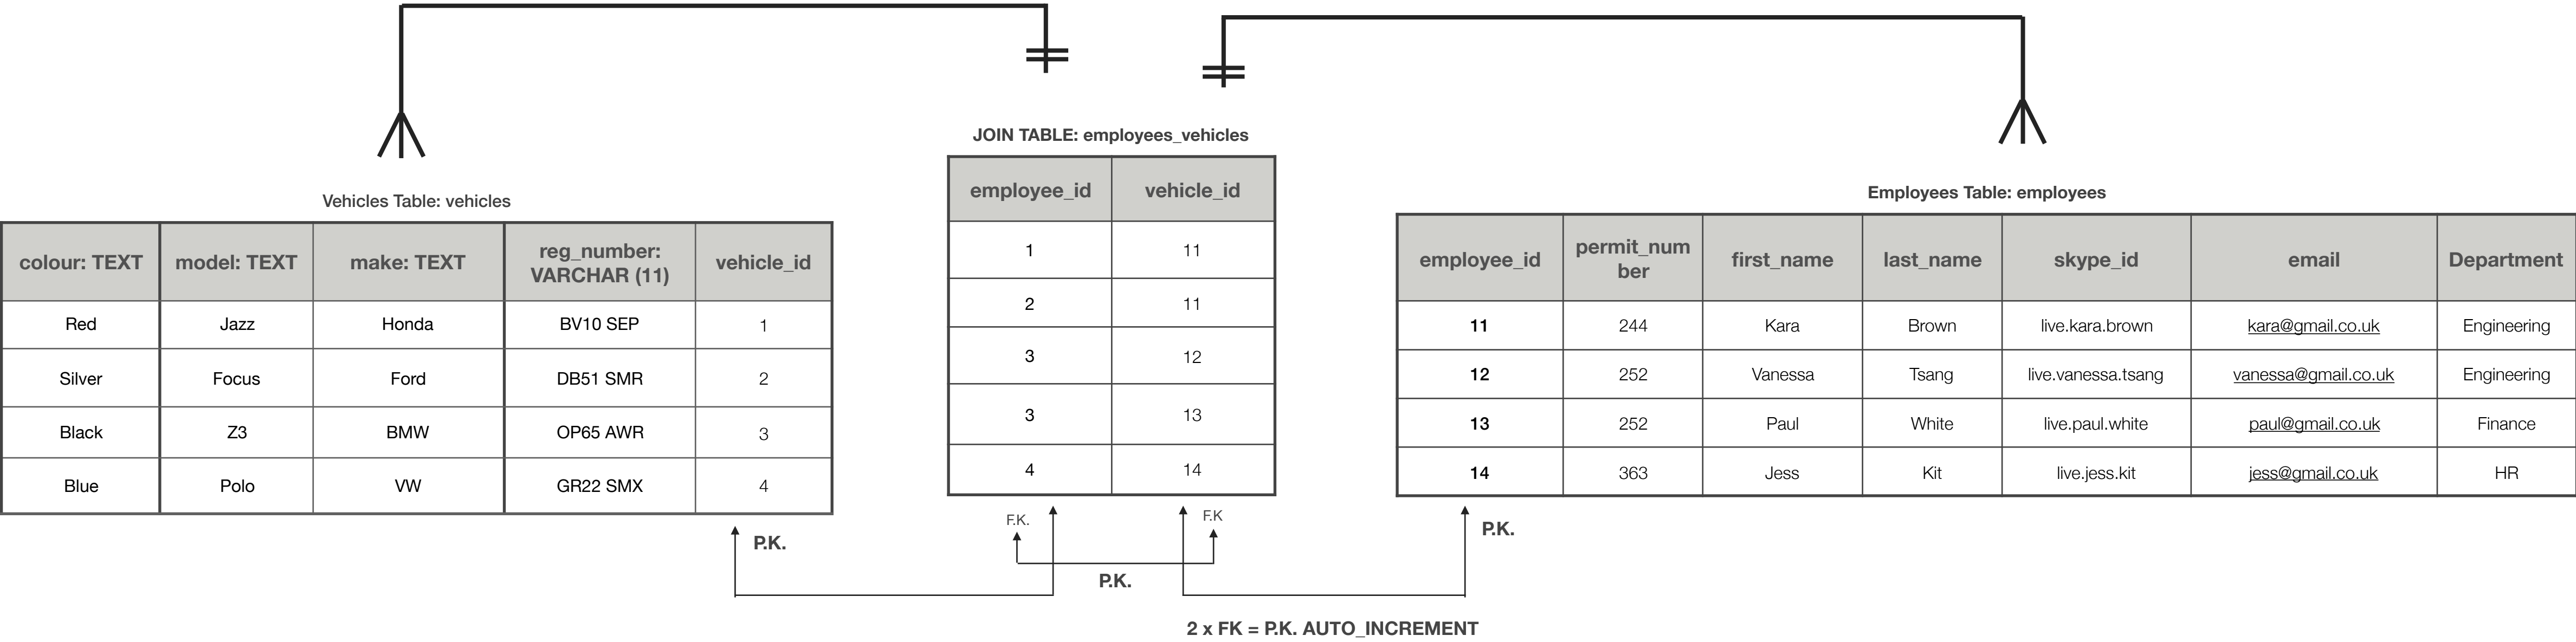 JOIN TABLE: employees_vehicles
Vehicles Table: vehicles
Employees Table: employees
colour: TEXT model: TEXT make: TEXT reg_number: VARCHAR (11) vehicle_id
Red Jazz Honda BV10 SEP 1
Silver Focus Ford DB51 SMR 2
Black Z3 BMW OP65 AWR 3
Blue Polo VW GR22 SMX 4
employee_id vehicle_id
1 11
2 11
3 12
3 13
4 14
employee_id permit_num
ber first_name last_name skype_id email Department
11 244 Kara Brown live.kara.brown kara@gmail.co.uk Engineering
12 252 Vanessa Tsang live.vanessa.tsang vanessa@gmail.co.uk Engineering
13 252 Paul White live.paul.white paul@gmail.co.uk Finance
14 363 Jess Kit live.jess.kit jess@gmail.co.uk HR
P.K.
F.K. F.K
P.K.
P.K.
2 x FK = P.K. AUTO_INCREMENT